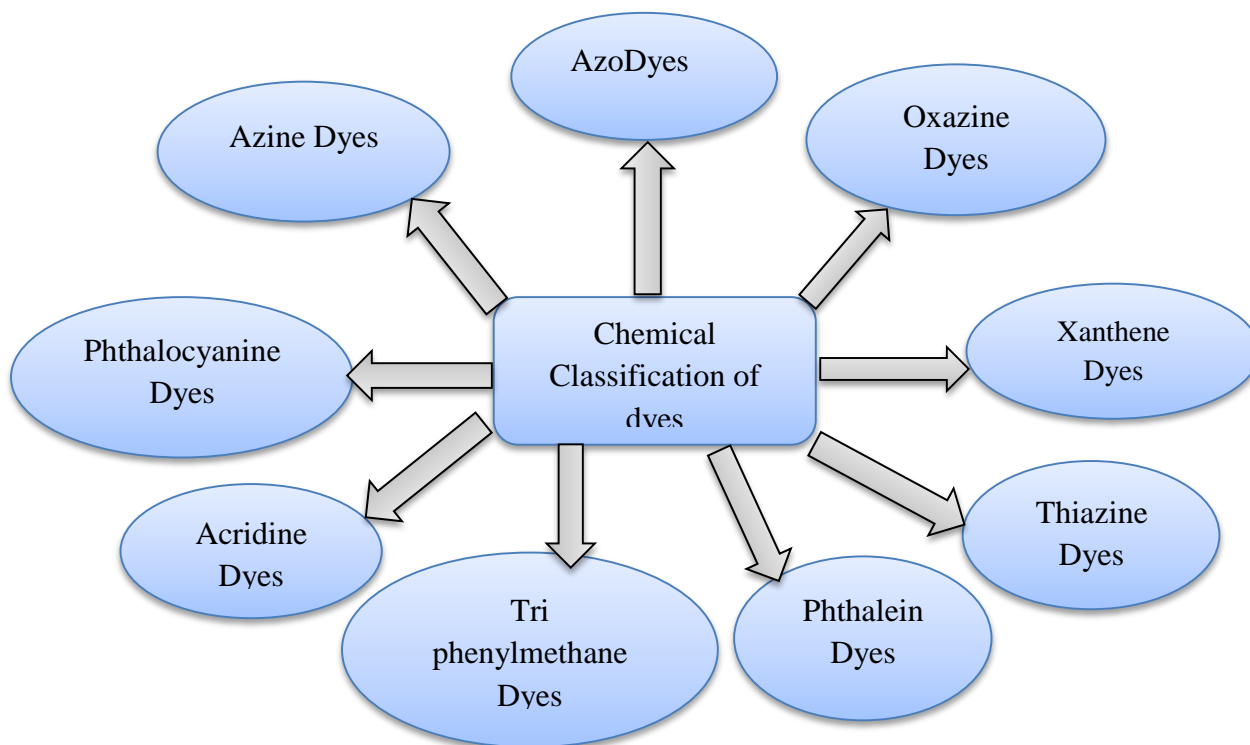 AzoDyes
Azine Dyes
Oxazine
Dyes
Chemical
Classification of
dyes
Phthalocyanine
Dyes
Xanthene
Dyes
Acridine
Dyes
Thiazine
Dyes
Tri
phenylmethane
Dyes
Phthalein
Dyes